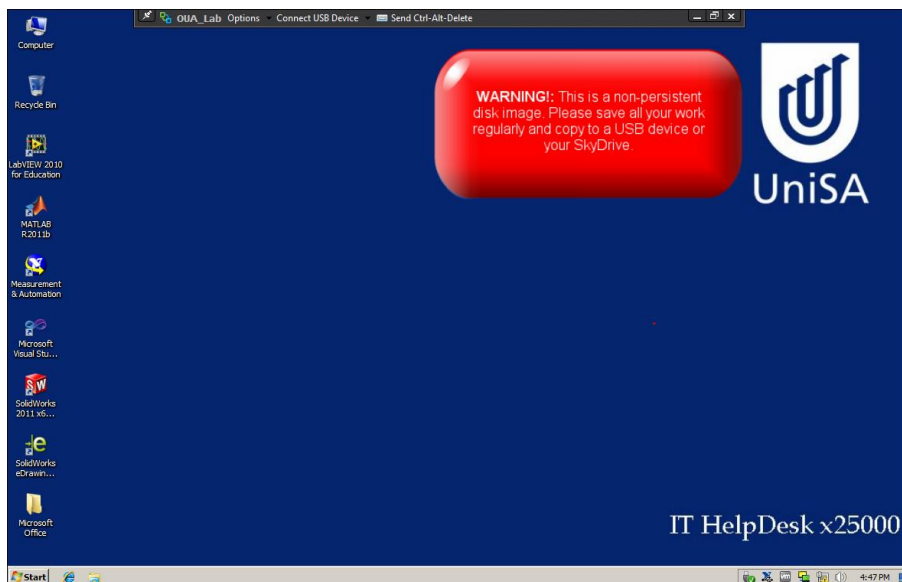 OUA_Lab Options Connect USB Device Send Ctrl-Alt-Delete
Computer
Recycle Bin
LabVIEW 2010
for Education
MATLAB
R2011b
Measurement
& Automation
Microsoft
Visual Stu...
SolidWorks
2011 x6...
SolidWorks
eDrawin...
Microsoft
Office
WARNING!: This is a non-persistent
disk image. Please save all your work
regularly and copy to a USB device or
your SkyDrive.
UniSA
IT HelpDesk x25000
Start
4:47 PM